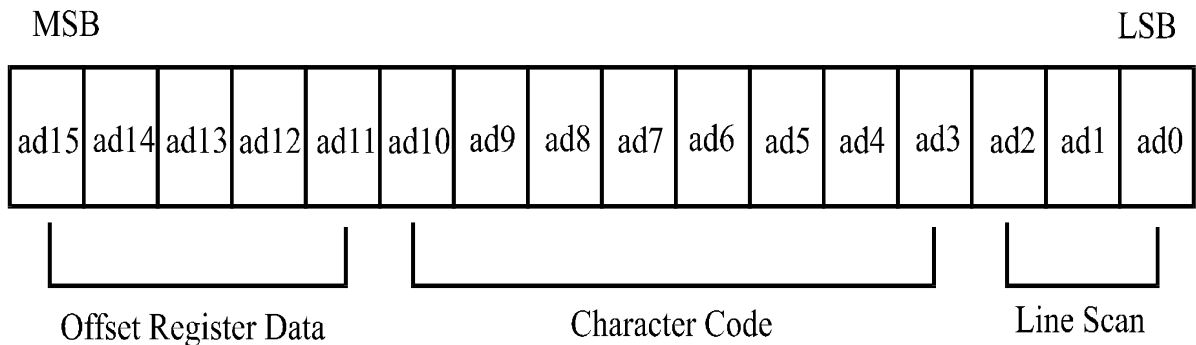 MSB LSB
ad15 ad14 ad13 ad12 ad11 ad10 ad9 ad8 ad7 ad6 ad5 ad4 ad3 ad2 ad1 ad0
Offset Register Data Character Code Line Scan